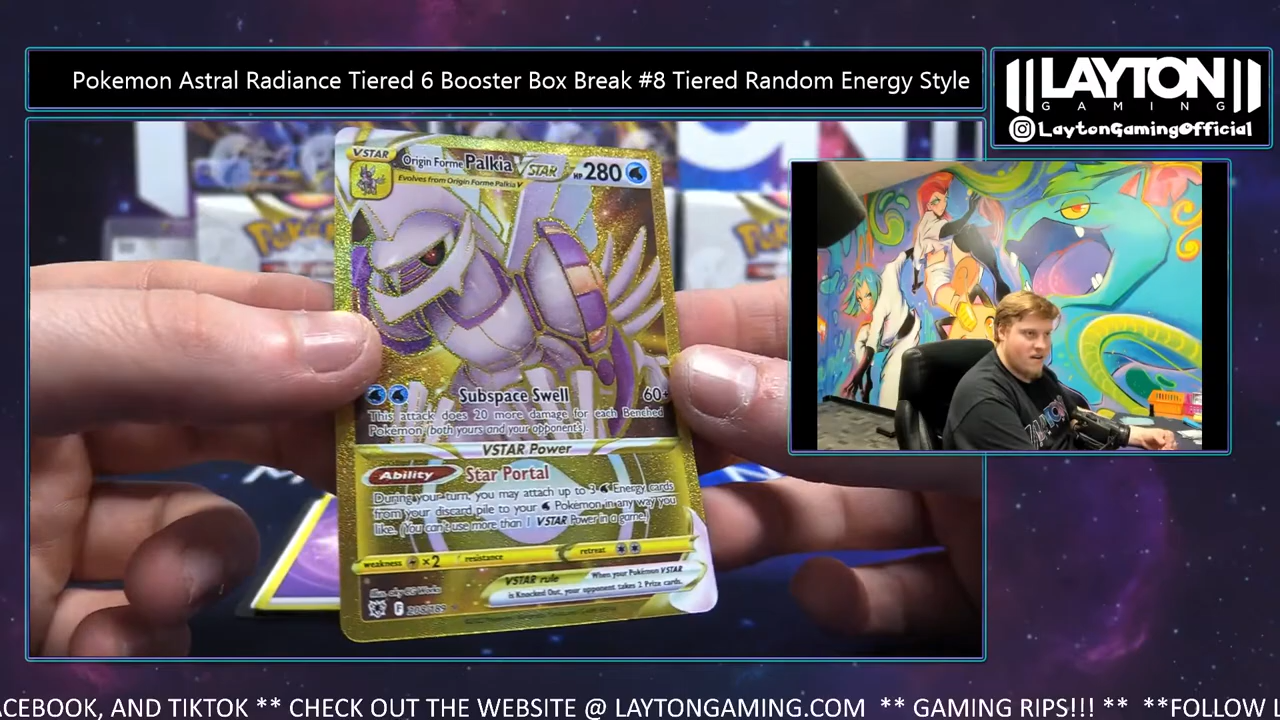 Pokemon Astral Radiance Tiered 6 Booster Box Break #8 Tiered Random Energy Style
LAYTON
GAMING
LaytonGamingOfficial
VSTAR
Origin Forme Palkia VSTAR HP 280
Evolves from Origin Forme Palkia V
Subspace Swell 60+
This attack does 20 more damage for each Benched
Pokémon (both yours and your opponent's).
VSTAR Power
Ability Star Portal
During your turn, you may attach up to 3 Energy cards
from your discard pile to your Pokémon in any way you
like. (You can't use more than 1 VSTAR Power in a game.)
weakness ×2 resistance retreat
VSTAR rule When your Pokémon VSTAR
is Knocked Out, your opponent takes 2 Prize cards.
ACEBOOK, AND TIKTOK ** CHECK OUT THE WEBSITE @ LAYTONGAMING.COM ** GAMING RIPS!!! ** **FOLLOW L